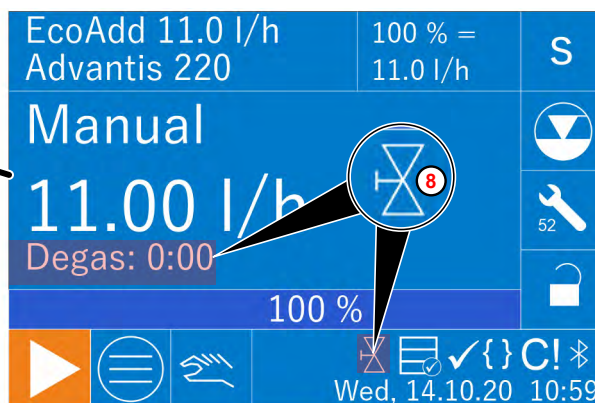 EcoAdd 11.0 l/h
Advantis 220
100 % =
11.0 l/h
S
Manual
8
11.00 l/h
52
Degas: 0:00
100 %
{} C!
Wed, 14.10.20 10:59